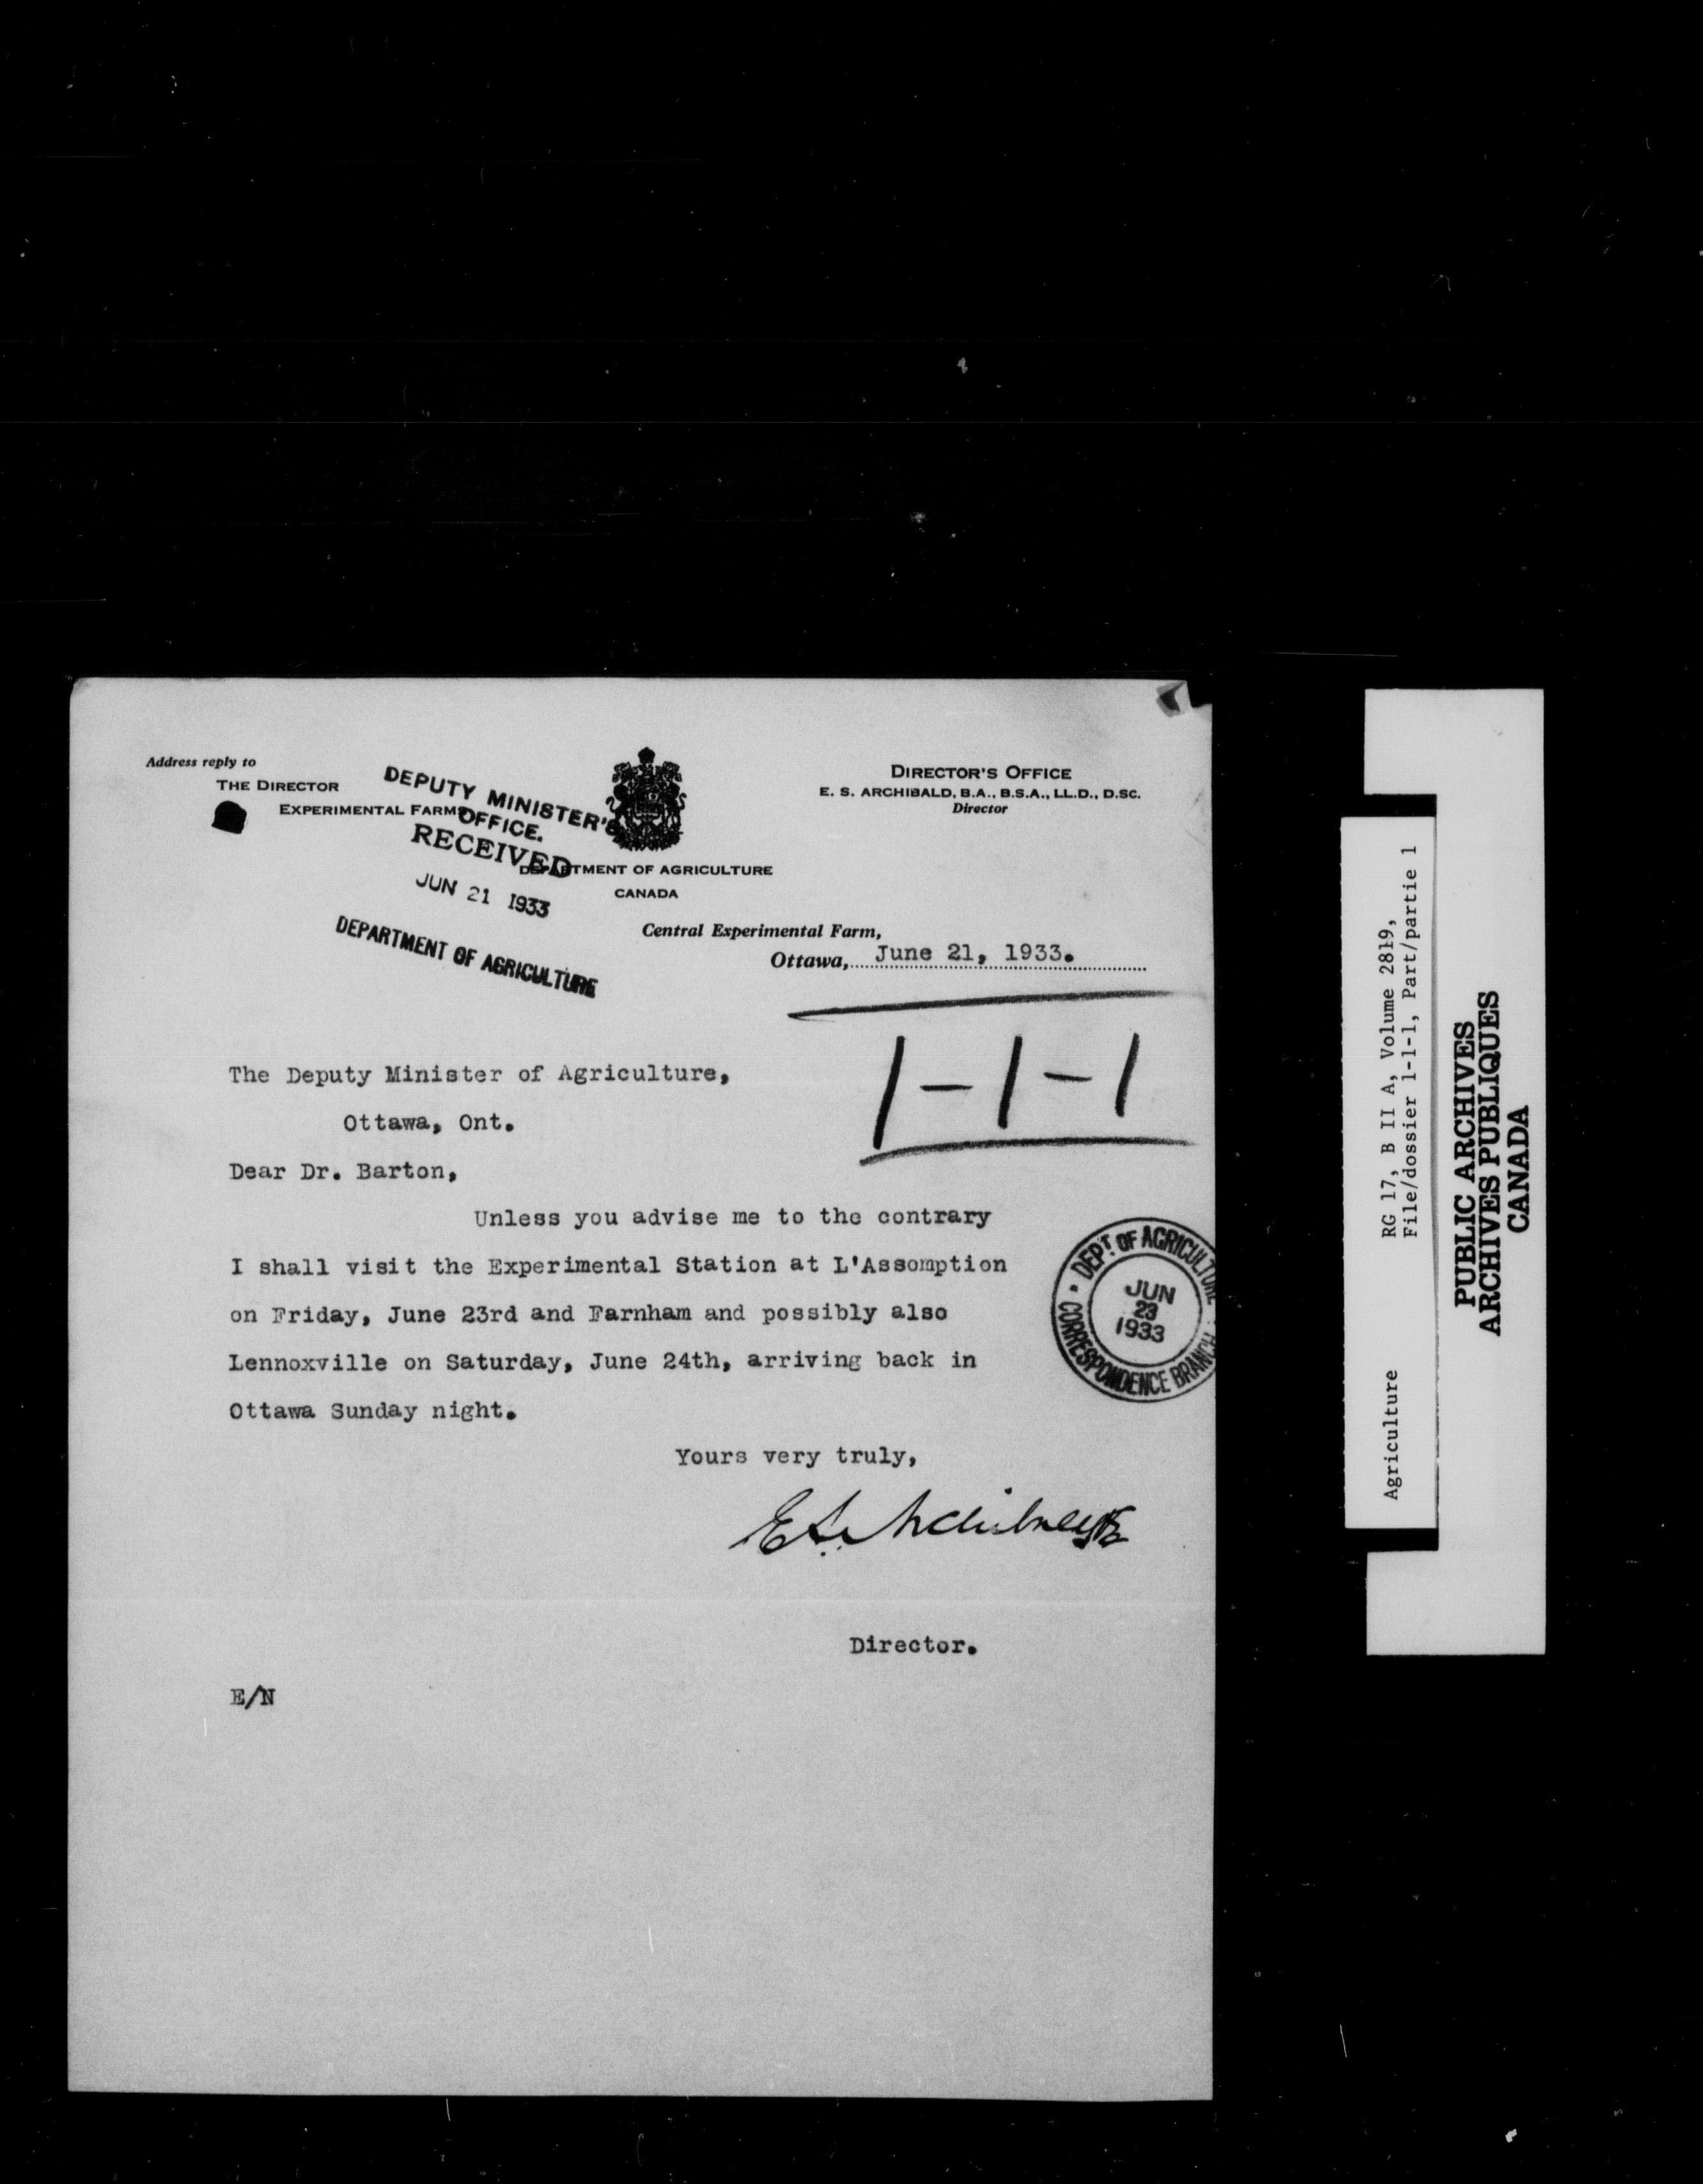 Address reply to
THE DIRECTOR
EXPERIMENTAL FARMS
DEPUTY MINISTER'S
OFFICE.
RECEIVED
JUN 21 1933
DEPARTMENT OF AGRICULTURE
DEPARTMENT OF AGRICULTURE
CANADA
DIRECTOR'S OFFICE
E. S. ARCHIBALD, B.A., B.S.A., LL.D., D.SC.
Director
Central Experimental Farm,
Ottawa, June 21, 1933.
1-1-1
The Deputy Minister of Agriculture,
Ottawa, Ont.
Dear Dr. Barton,
Unless you advise me to the contrary
I shall visit the Experimental Station at L'Assomption
on Friday, June 23rd and Farnham and possibly also
Lennoxville on Saturday, June 24th, arriving back in
Ottawa Sunday night.
DEPT. OF AGRICULTURE
JUN
23
1933
CORRESPONDENCE BRANCH
Yours very truly,
E. S. Archibald
Director.
E/N
Agriculture RG 17, B II A, Volume 2819,
File/dossier 1-1-1, Part/partie 1
PUBLIC ARCHIVES
ARCHIVES PUBLIQUES
CANADA